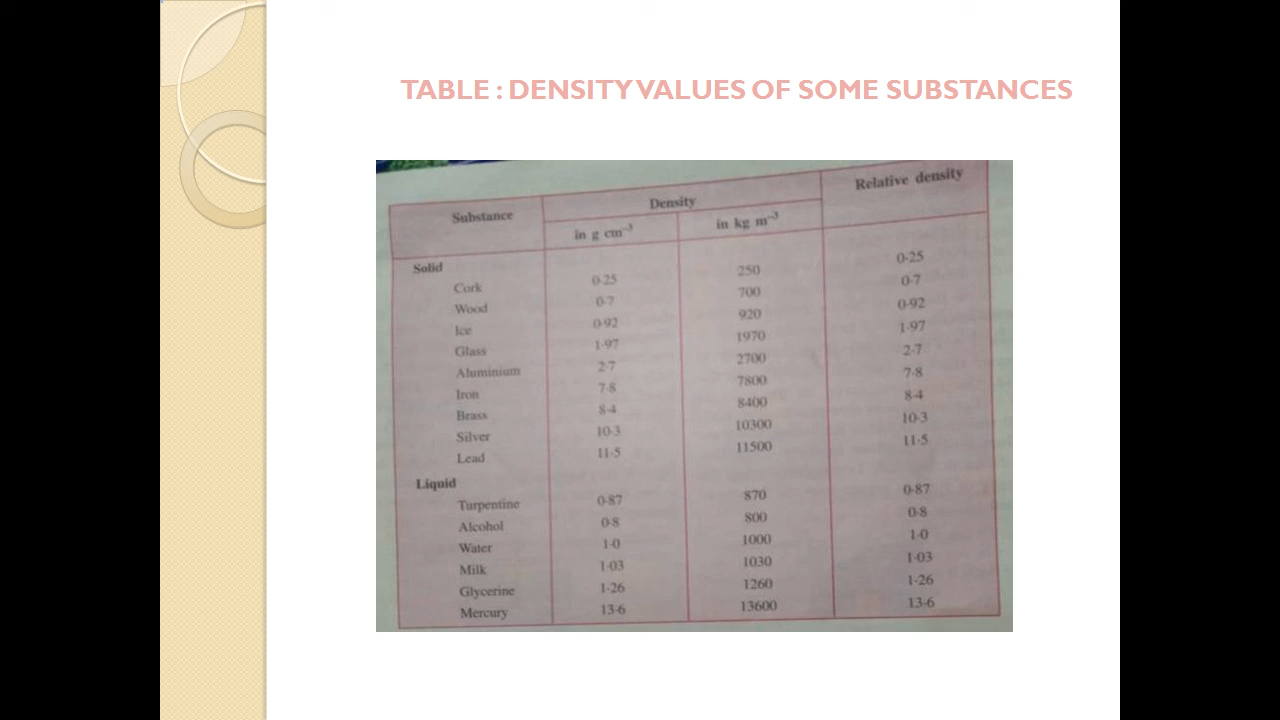 TABLE : DENSITY VALUES OF SOME SUBSTANCES
Substance Density Relative density
in g cm⁻³ in kg m⁻³
Solid
Cork 0·25 250 0·25
Wood 0·7 700 0·7
Ice 0·92 920 0·92
Glass 1·97 1970 1·97
Aluminium 2·7 2700 2·7
Iron 7·8 7800 7·8
Brass 8·4 8400 8·4
Silver 10·3 10300 10·3
Lead 11·5 11500 11·5
Liquid
Turpentine 0·87 870 0·87
Alcohol 0·8 800 0·8
Water 1·0 1000 1·0
Milk 1·03 1030 1·03
Glycerine 1·26 1260 1·26
Mercury 13·6 13600 13·6